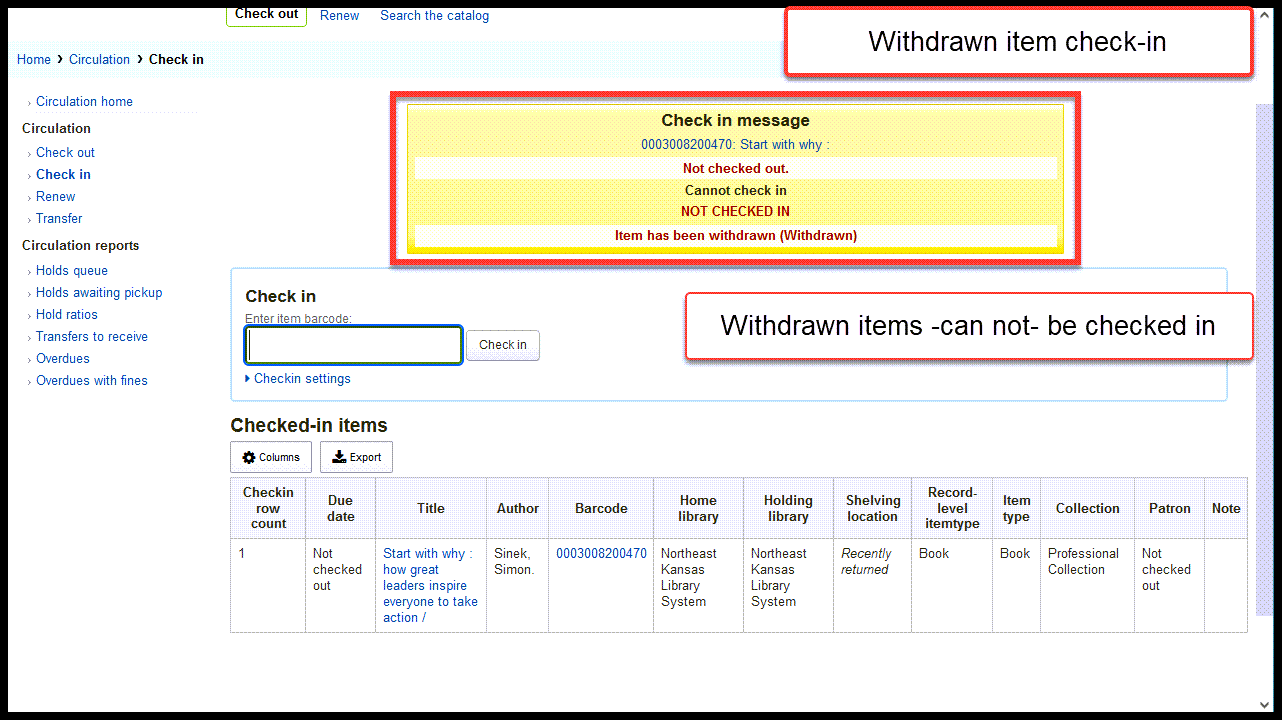 Check out Renew Search the catalog
Withdrawn item check-in
Home › Circulation › Check in
Circulation home
Circulation
Check out
Check in
Renew
Transfer
Circulation reports
Holds queue
Holds awaiting pickup
Hold ratios
Transfers to receive
Overdues
Overdues with fines
Check in message
0003008200470: Start with why :
Not checked out.
Cannot check in
NOT CHECKED IN
Item has been withdrawn (Withdrawn)
Check in
Enter item barcode:
Check in
Checkin settings
Withdrawn items -can not- be checked in
Checked-in items
Columns Export
Checkin
row
count
Due
date
Title
Author
Barcode
Home
library
Holding
library
Shelving
location
Record-
level
itemtype
Item
type
Collection
Patron
Note
1
Not
checked
out
Start with why :
how great
leaders inspire
everyone to take
action /
Sinek,
Simon.
0003008200470
Northeast
Kansas
Library
System
Northeast
Kansas
Library
System
Recently
returned
Book
Book
Professional
Collection
Not
checked
out